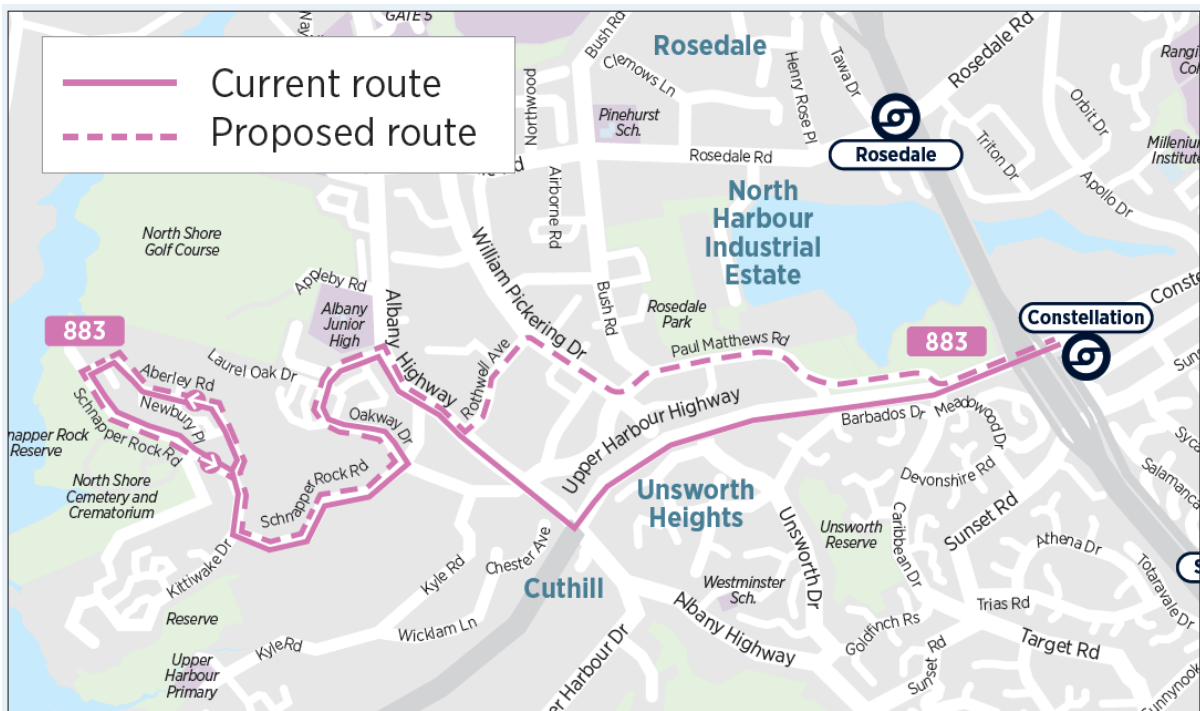 GATE 5
Bush Rd
Rosedale
Rosedale Rd
Current route
Proposed route
Clemows Ln
Henry Rose Pl
Tawa Dr
Northwood
Pinehurst
Sch.
Rosedale Rd
Rosedale
Orbit Dr
Triton Dr
Apollo Dr
Airborne Rd
North
Harbour
Industrial
Estate
North Shore
Golf Course
William Pickering Dr
Appleby Rd
Albany
Junior
High
Albany Highway
Bush Rd
Rosedale
Park
Paul Matthews Rd
883
883
Constellation
Laurel Oak Dr
Rothwell Ave
Aberley Rd
Newbury Pl
Schnapper Rock Rd
Oakway Dr
Upper Harbour Highway
Barbados Dr
Meadowood Dr
Reserve
Schnapper Rock Rd
North Shore
Cemetery and
Crematorium
Devonshire Rd
Unsworth
Heights
Unsworth Dr
Unsworth
Reserve
Caribbean Dr
Sunset Rd
Athena Dr
Totaravale Dr
Kittiwake Dr
Chester Ave
Kyle Rd
Cuthill
Westminster
Sch.
Albany Highway
Trias Rd
Reserve
Wicklam Ln
Kyle Rd
Goldfinch Rs
Sunset Rd
Target Rd
Upper
Harbour
Primary